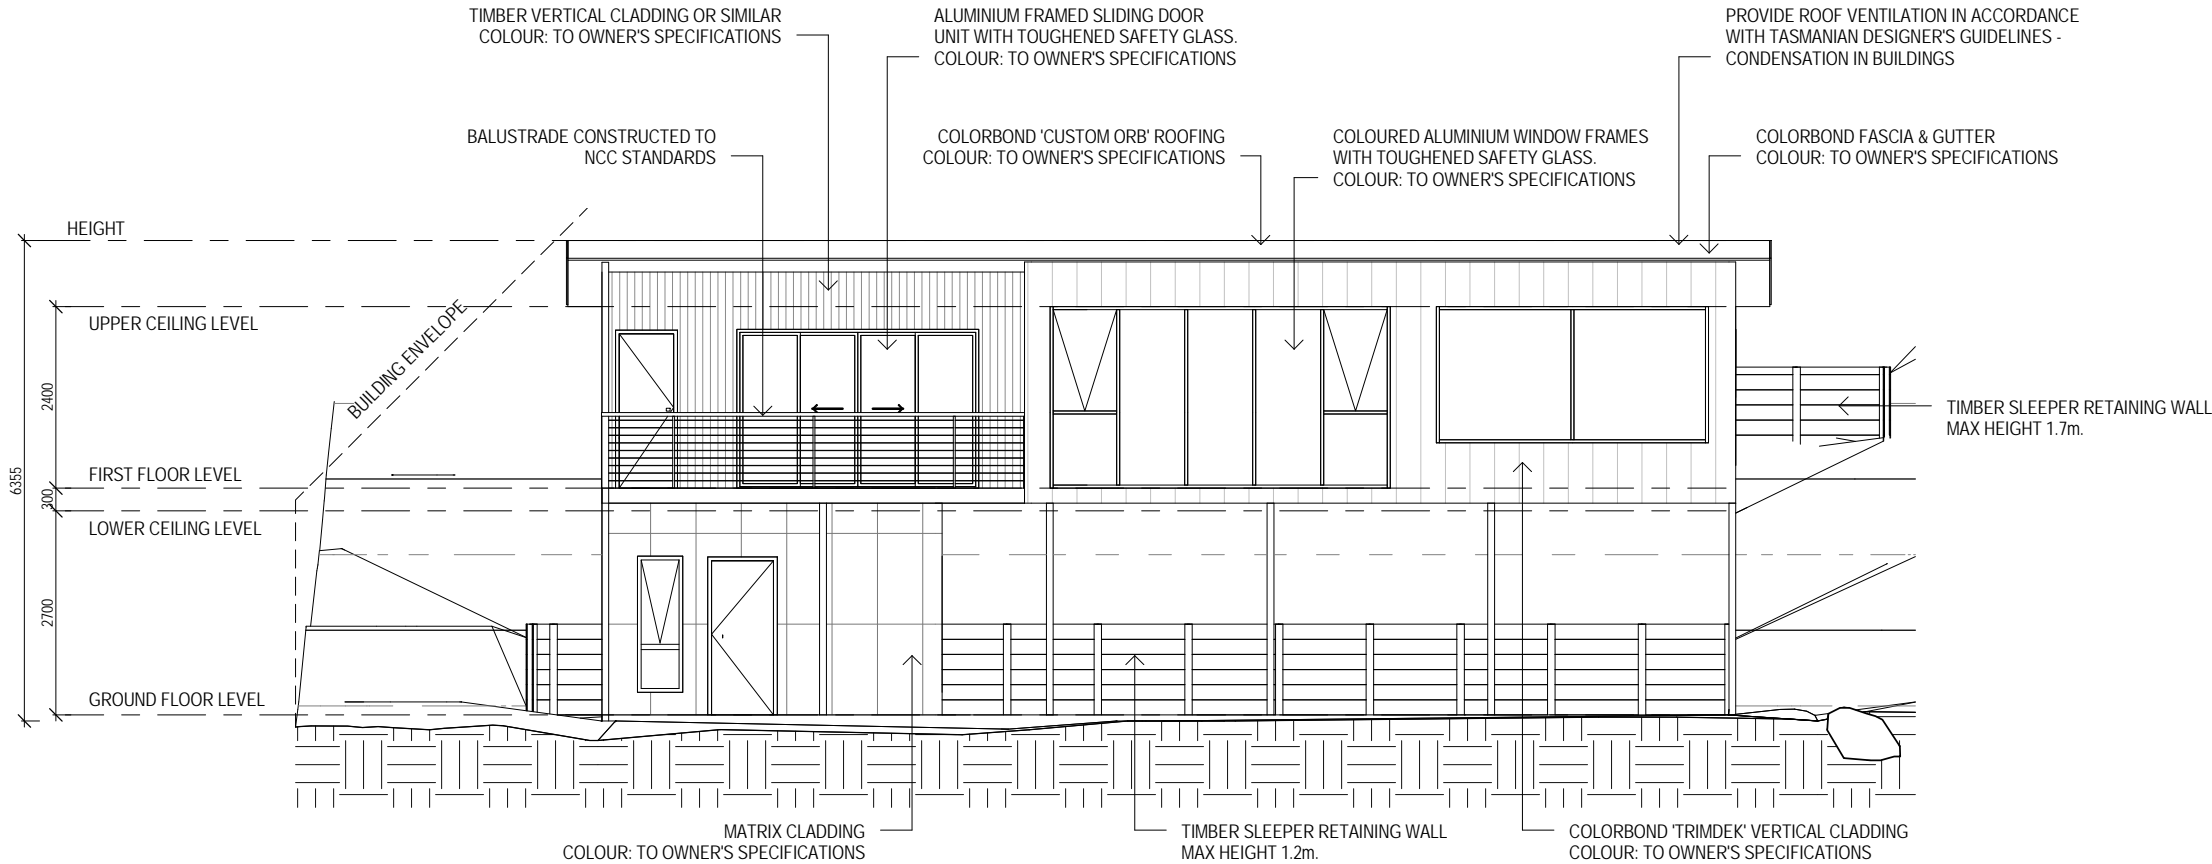 TIMBER VERTICAL CLADDING OR SIMILAR
COLOUR: TO OWNER'S SPECIFICATIONS
ALUMINIUM FRAMED SLIDING DOOR
UNIT WITH TOUGHENED SAFETY GLASS.
COLOUR: TO OWNER'S SPECIFICATIONS
PROVIDE ROOF VENTILATION IN ACCORDANCE
WITH TASMANIAN DESIGNER'S GUIDELINES -
CONDENSATION IN BUILDINGS
BALUSTRADE CONSTRUCTED TO
NCC STANDARDS
COLORBOND 'CUSTOM ORB' ROOFING
COLOUR: TO OWNER'S SPECIFICATIONS
COLOURED ALUMINIUM WINDOW FRAMES
WITH TOUGHENED SAFETY GLASS.
COLOUR: TO OWNER'S SPECIFICATIONS
COLORBOND FASCIA & GUTTER
COLOUR: TO OWNER'S SPECIFICATIONS
HEIGHT
UPPER CEILING LEVEL
BUILDING ENVELOPE
2400
TIMBER SLEEPER RETAINING WALL
MAX HEIGHT 1.7m.
6355
FIRST FLOOR LEVEL
300
LOWER CEILING LEVEL
2700
GROUND FLOOR LEVEL
MATRIX CLADDING
COLOUR: TO OWNER'S SPECIFICATIONS
TIMBER SLEEPER RETAINING WALL
MAX HEIGHT 1.2m.
COLORBOND 'TRIMDEK' VERTICAL CLADDING
COLOUR: TO OWNER'S SPECIFICATIONS